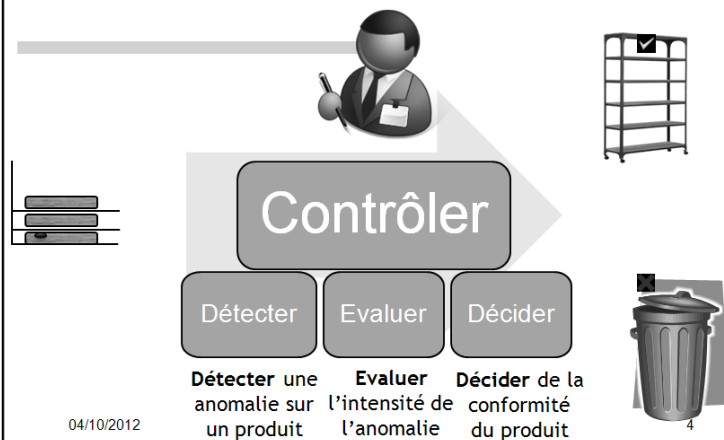 Contrôler
Détecter
Evaluer
Décider
Détecter une
anomalie sur
un produit
Evaluer
l'intensité de
l'anomalie
Décider de la
conformité
du produit
04/10/2012
4